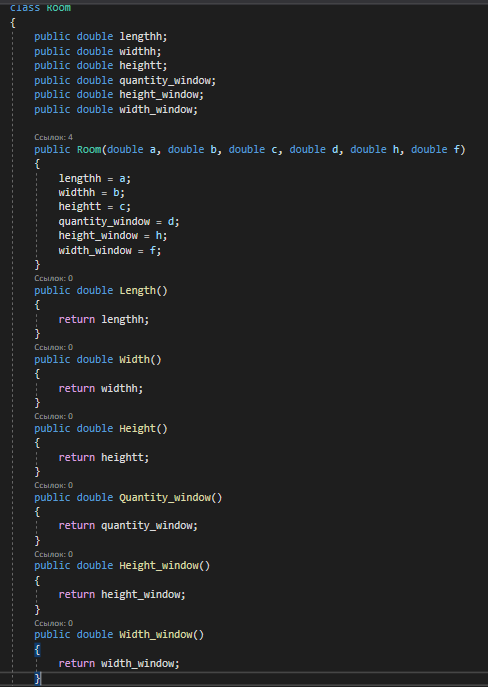 class Room
{
public double lengthh;
public double widthh;
public double heightt;
public double quantity_window;
public double height_window;
public double width_window;
Ссылок: 4
public Room(double a, double b, double c, double d, double h, double f)
{
lengthh = a;
widthh = b;
heightt = c;
quantity_window = d;
height_window = h;
width_window = f;
}
Ссылок: 0
public double Length()
{
return lengthh;
}
Ссылок: 0
public double Width()
{
return widthh;
}
Ссылок: 0
public double Height()
{
return heightt;
}
Ссылок: 0
public double Quantity_window()
{
return quantity_window;
}
Ссылок: 0
public double Height_window()
{
return height_window;
}
Ссылок: 0
public double Width_window()
{
return width_window;
}